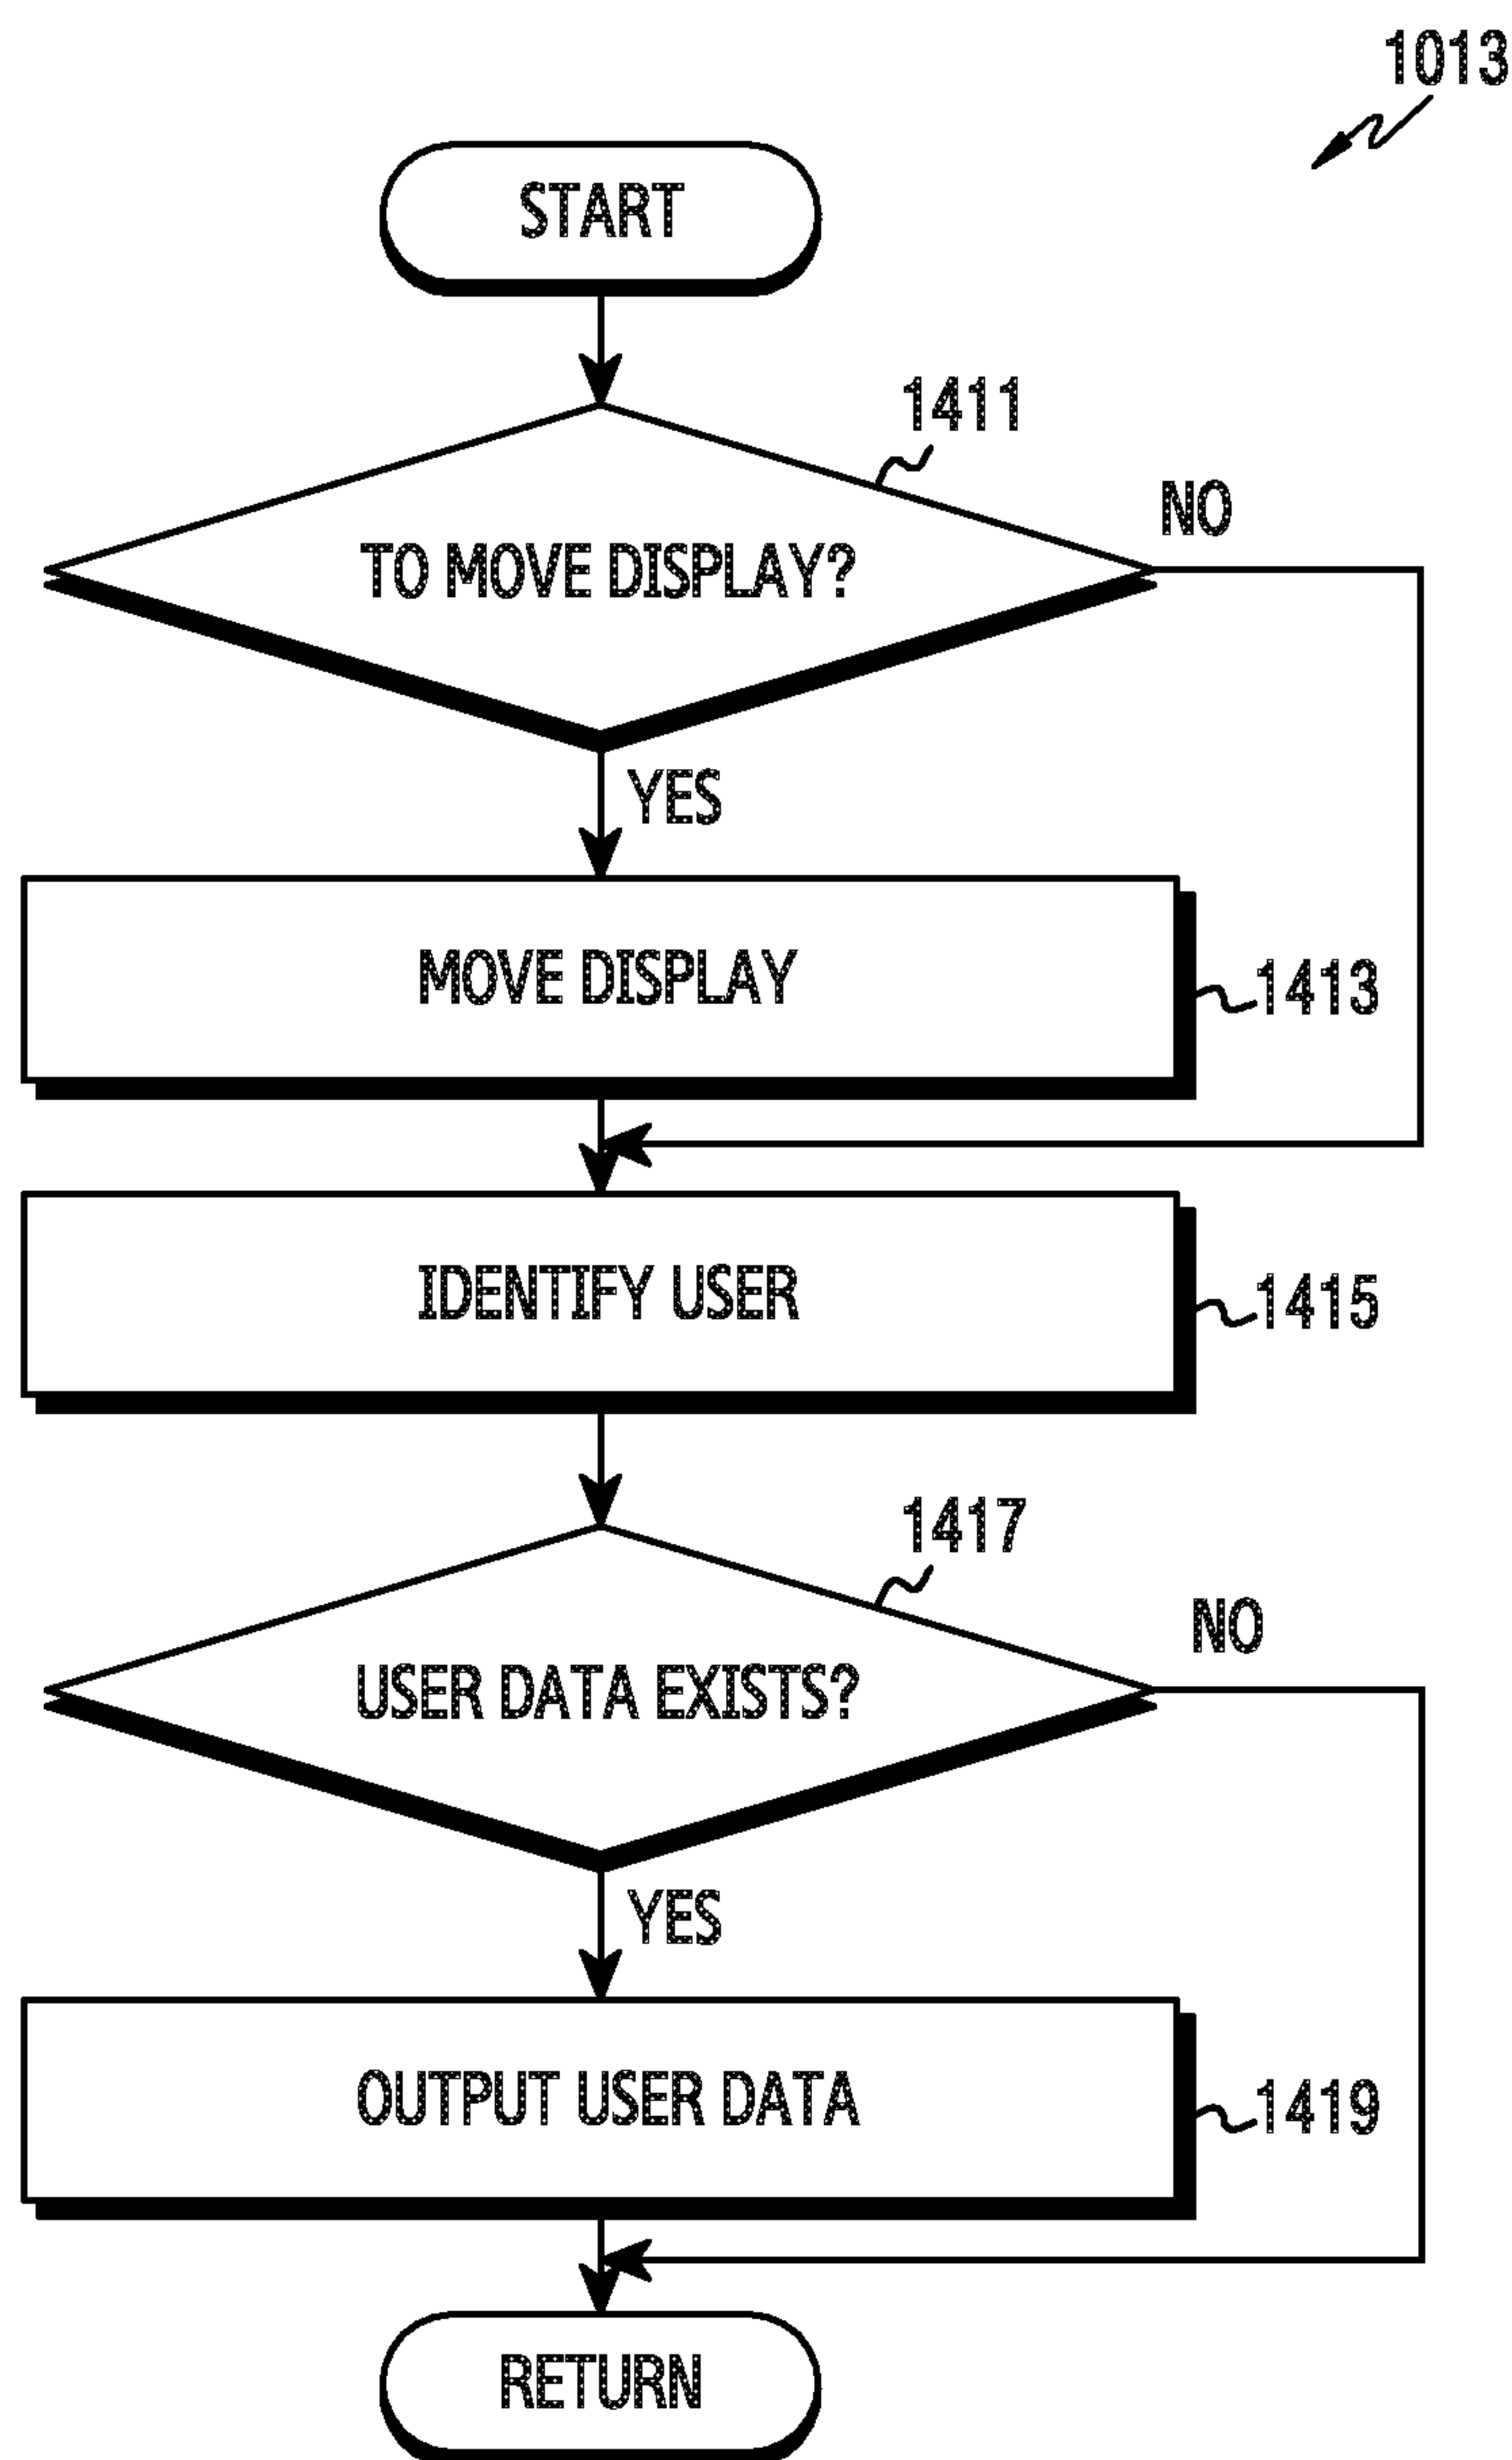 1013
START
1411
NO
TO MOVE DISPLAY?
YES
MOVE DISPLAY
1413
IDENTIFY USER
1415
1417
NO
USER DATA EXISTS?
YES
OUTPUT USER DATA
1419
RETURN